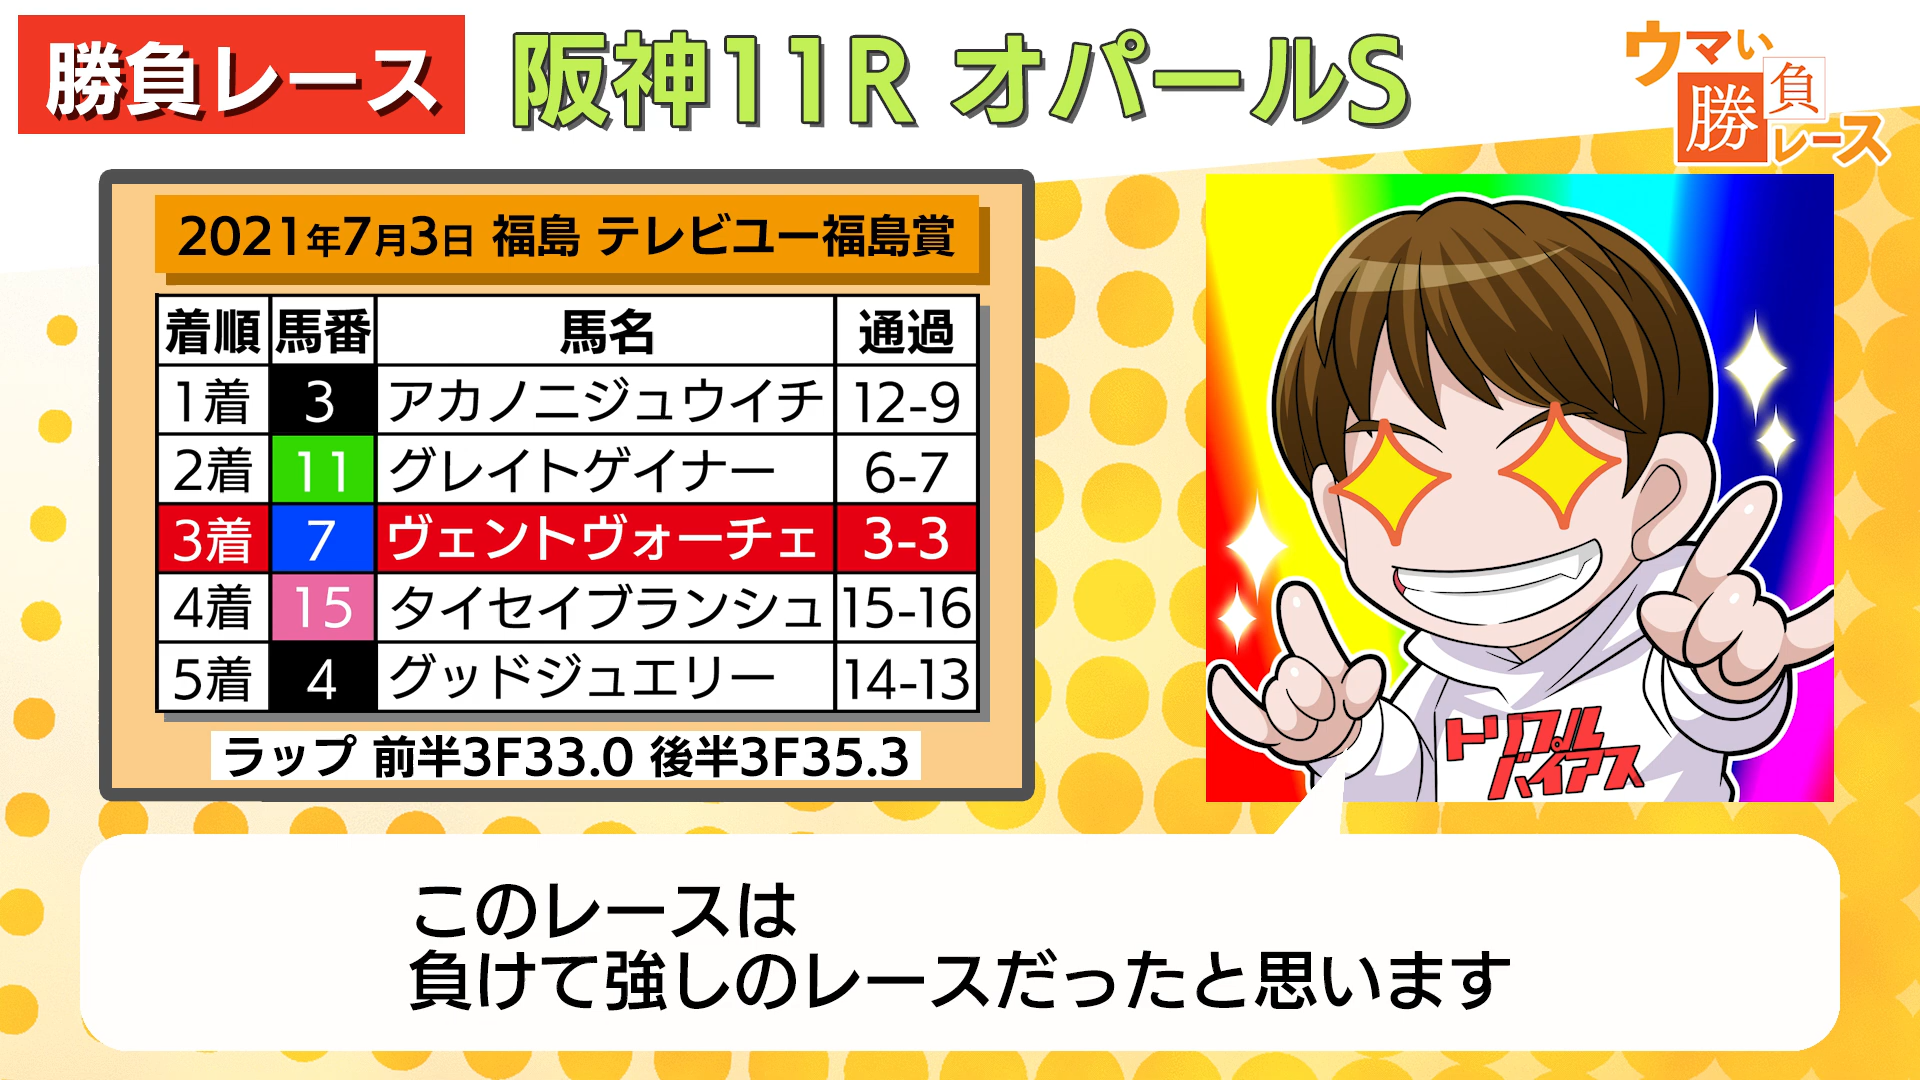 勝負レース 阪神11R オパールS
ウマい
勝負
レース
2021年7月3日 福島 テレビユー福島賞
着順 馬番 馬名 通過
1着 3 アカノニジュウイチ 12-9
2着 11 グレイトゲイナー 6-7
3着 7 ヴェントヴォーチェ 3-3
4着 15 タイセイブランシュ 15-16
5着 4 グッドジュエリー 14-13
ラップ 前半3F33.0 後半3F35.3
トリプル
バイアス
このレースは
負けて強しのレースだったと思います